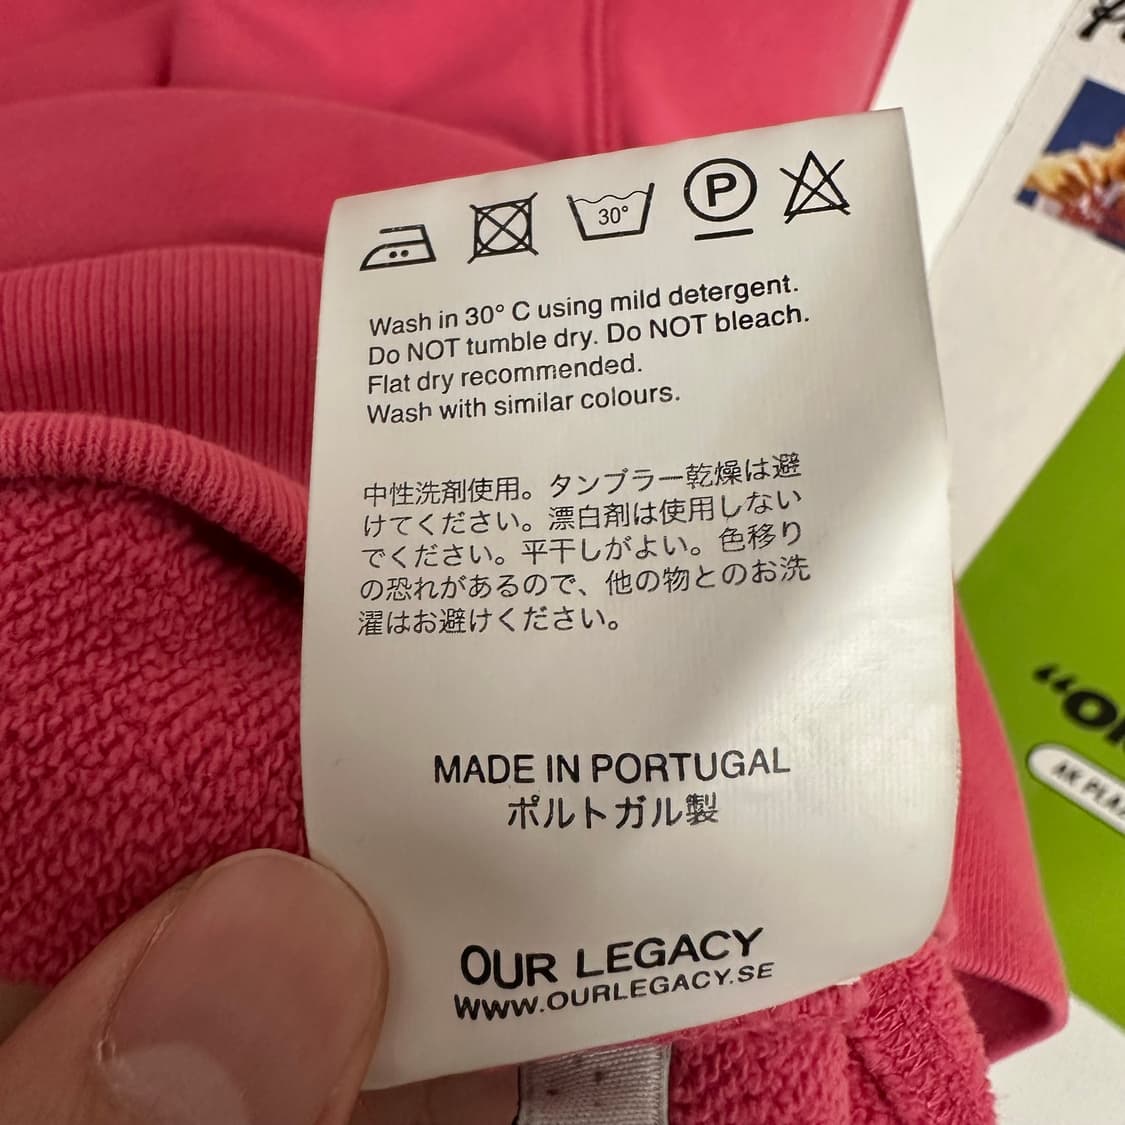 30°
P
Wash in 30° C using mild detergent.
Do NOT tumble dry. Do NOT bleach.
Flat dry recommended.
Wash with similar colours.
中性洗剤使用。タンブラー乾燥は避
けてください。漂白剤は使用しない
でください。平干しがよい。色移り
の恐れがあるので、他の物とのお洗
濯はお避けください。
MADE IN PORTUGAL
ポルトガル製
OUR LEGACY
WWW.OURLEGACY.SE